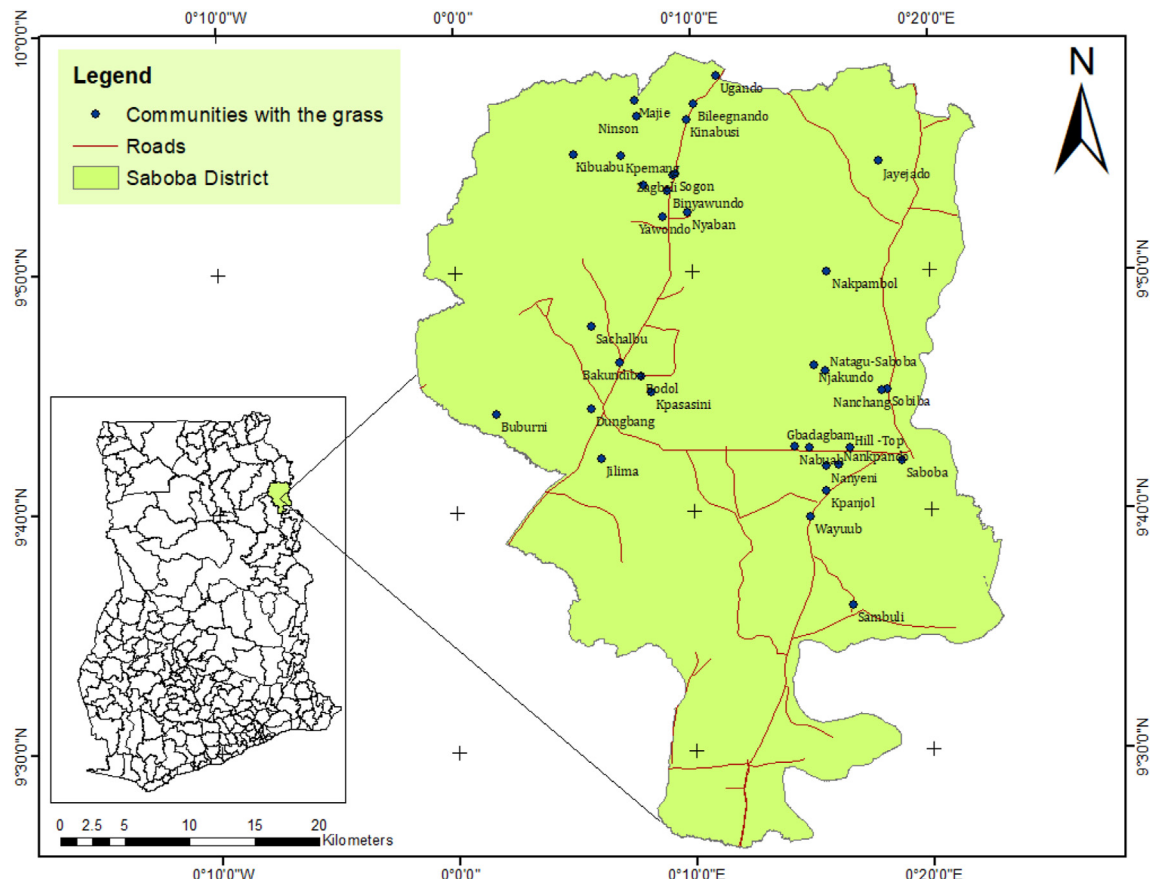 0°10'0"W 0°0'0" 0°10'0"E 0°20'0"E
10°0'0"N
10°0'0"N
N
Legend
Communities with the grass
Roads
Saboba District
Ugando
Majie
Bileegnando
Ninson
Kinabusi
Kibuabu
Kpemang
Jayejado
Zagbeli
Sogon
Binyawundo
Yawondo
Nyaban
9°50'0"N
9°50'0"N
Nakpambol
Sachalbu
Natagu-Saboba
Bakundiba
Njakundo
Bodol
Kpasasini
Nanchang
Sobiba
Buburni
Dungbang
Gbadagbam
Hill -Top
Nabuab
Nankpando
Jilima
Saboba
Nanyeni
Kpanjol
9°40'0"N
9°40'0"N
Wayuub
Sambuli
9°30'0"N
9°30'0"N
0 2.5 5 10 15 20
Kilometers
0°10'0"W 0°0'0" 0°10'0"E 0°20'0"E